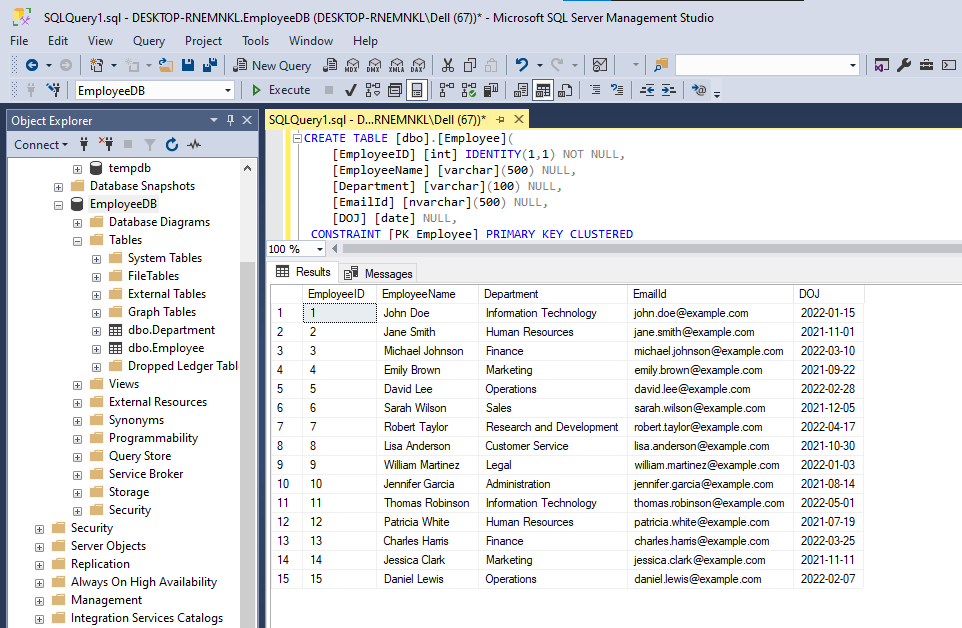 SQLQuery1.sql - DESKTOP-RNEMNKL.EmployeeDB (DESKTOP-RNEMNKL\Dell (67))* - Microsoft SQL Server Management Studio
File Edit View Query Project Tools Window Help
New Query MDX DMX XMLA DAX
EmployeeDB Execute
Object Explorer
Connect
tempdb
Database Snapshots
EmployeeDB
Database Diagrams
Tables
System Tables
FileTables
External Tables
Graph Tables
dbo.Department
dbo.Employee
Dropped Ledger Tabl
Views
External Resources
Synonyms
Programmability
Query Store
Service Broker
Storage
Security
Security
Server Objects
Replication
Always On High Availability
Management
Integration Services Catalogs
SQLQuery1.sql - D...RNEMNKL\Dell (67))*
CREATE TABLE [dbo].[Employee](
[EmployeeID] [int] IDENTITY(1,1) NOT NULL,
[EmployeeName] [varchar](500) NULL,
[Department] [varchar](100) NULL,
[EmailId] [nvarchar](500) NULL,
[DOJ] [date] NULL,
CONSTRAINT [PK_Employee] PRIMARY KEY CLUSTERED
100 %
Results Messages
EmployeeID EmployeeName Department EmailId DOJ
1 1 John Doe Information Technology john.doe@example.com 2022-01-15
2 2 Jane Smith Human Resources jane.smith@example.com 2021-11-01
3 3 Michael Johnson Finance michael.johnson@example.com 2022-03-10
4 4 Emily Brown Marketing emily.brown@example.com 2021-09-22
5 5 David Lee Operations david.lee@example.com 2022-02-28
6 6 Sarah Wilson Sales sarah.wilson@example.com 2021-12-05
7 7 Robert Taylor Research and Development robert.taylor@example.com 2022-04-17
8 8 Lisa Anderson Customer Service lisa.anderson@example.com 2021-10-30
9 9 William Martinez Legal william.martinez@example.com 2022-01-03
10 10 Jennifer Garcia Administration jennifer.garcia@example.com 2021-08-14
11 11 Thomas Robinson Information Technology thomas.robinson@example.com 2022-05-01
12 12 Patricia White Human Resources patricia.white@example.com 2021-07-19
13 13 Charles Harris Finance charles.harris@example.com 2022-03-25
14 14 Jessica Clark Marketing jessica.clark@example.com 2021-11-11
15 15 Daniel Lewis Operations daniel.lewis@example.com 2022-02-07